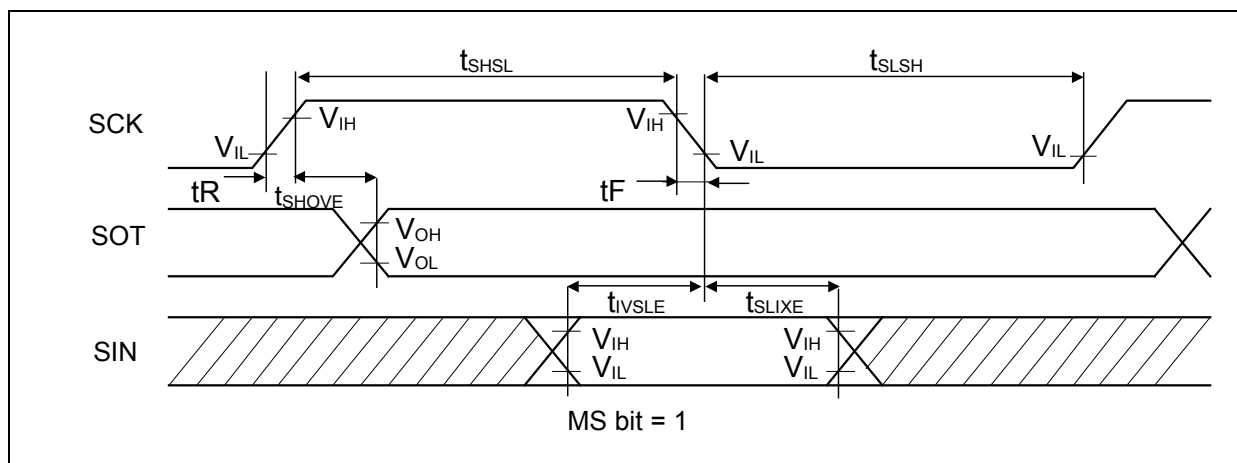 tSHSL
tSLSH
SCK
VIH
VIH
VIL
VIL
VIL
tR
tSHOVE
tF
SOT
VOH
VOL
tIVSLE
tSLIXE
SIN
VIH
VIH
VIL
VIL
MS bit = 1